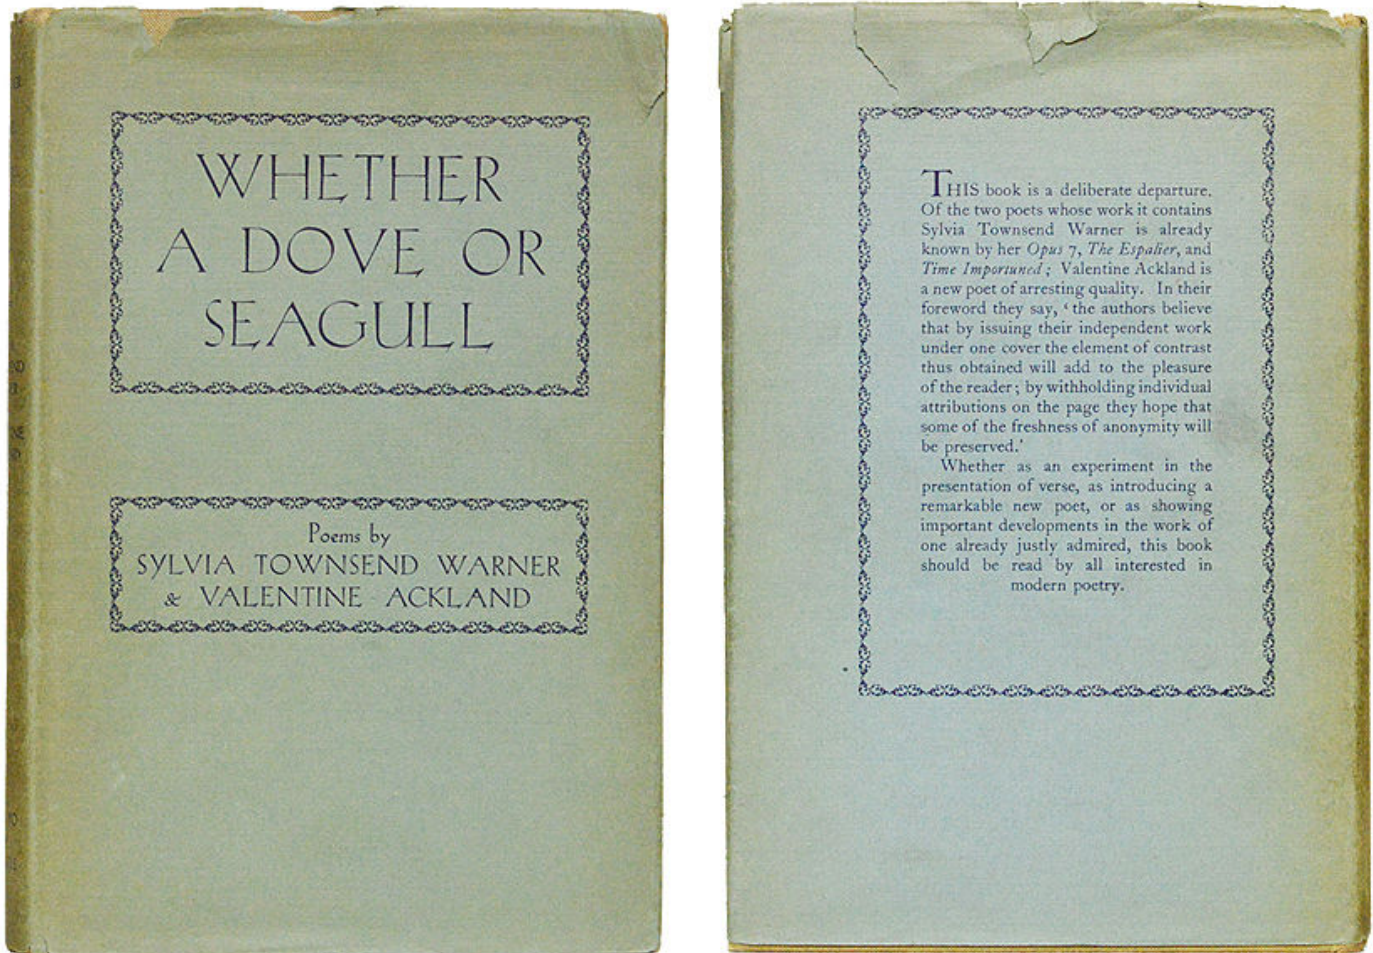 WHETHER
A DOVE OR
SEAGULL
Poems by
SYLVIA TOWNSEND WARNER
& VALENTINE ACKLAND
THIS book is a deliberate departure.
Of the two poets whose work it contains
Sylvia Townsend Warner is already
known by her Opus 7, The Espalier, and
Time Importuned; Valentine Ackland is
a new poet of arresting quality. In their
foreword they say, ‘the authors believe
that by issuing their independent work
under one cover the element of contrast
thus obtained will add to the pleasure
of the reader; by withholding individual
attributions on the page they hope that
some of the freshness of anonymity will
be preserved.’
Whether as an experiment in the
presentation of verse, as introducing a
remarkable new poet, or as showing
important developments in the work of
one already justly admired, this book
should be read by all interested in
modern poetry.